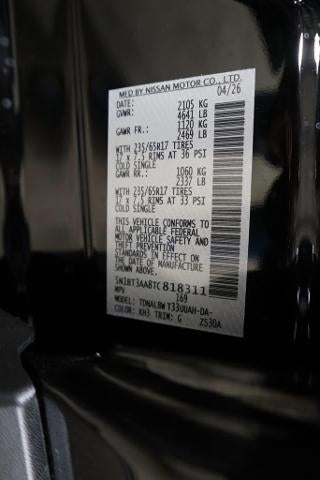 MFD BY NISSAN MOTOR CO., LTD.
DATE: 04/26
GVWR: 2105 KG
4641 LB
GAWR FR.: 1120 KG
2469 LB
WITH 235/65R17 TIRES
17 x 7.5 RIMS AT 36 PSI
COLD SINGLE
GAWR RR.: 1060 KG
2337 LB
WITH 235/65R17 TIRES
17 x 7.5 RIMS AT 33 PSI
COLD SINGLE
THIS VEHICLE CONFORMS TO
ALL APPLICABLE FEDERAL
MOTOR VEHICLE SAFETY AND
THEFT PREVENTION
STANDARDS IN EFFECT ON
THE DATE OF MANUFACTURE
SHOWN ABOVE.
5N1BT3AA8TC818311
MPV 169
MODEL: TDNALBWT33UUAH-DA-
COLOR: KH3 TRIM: G ZS30A